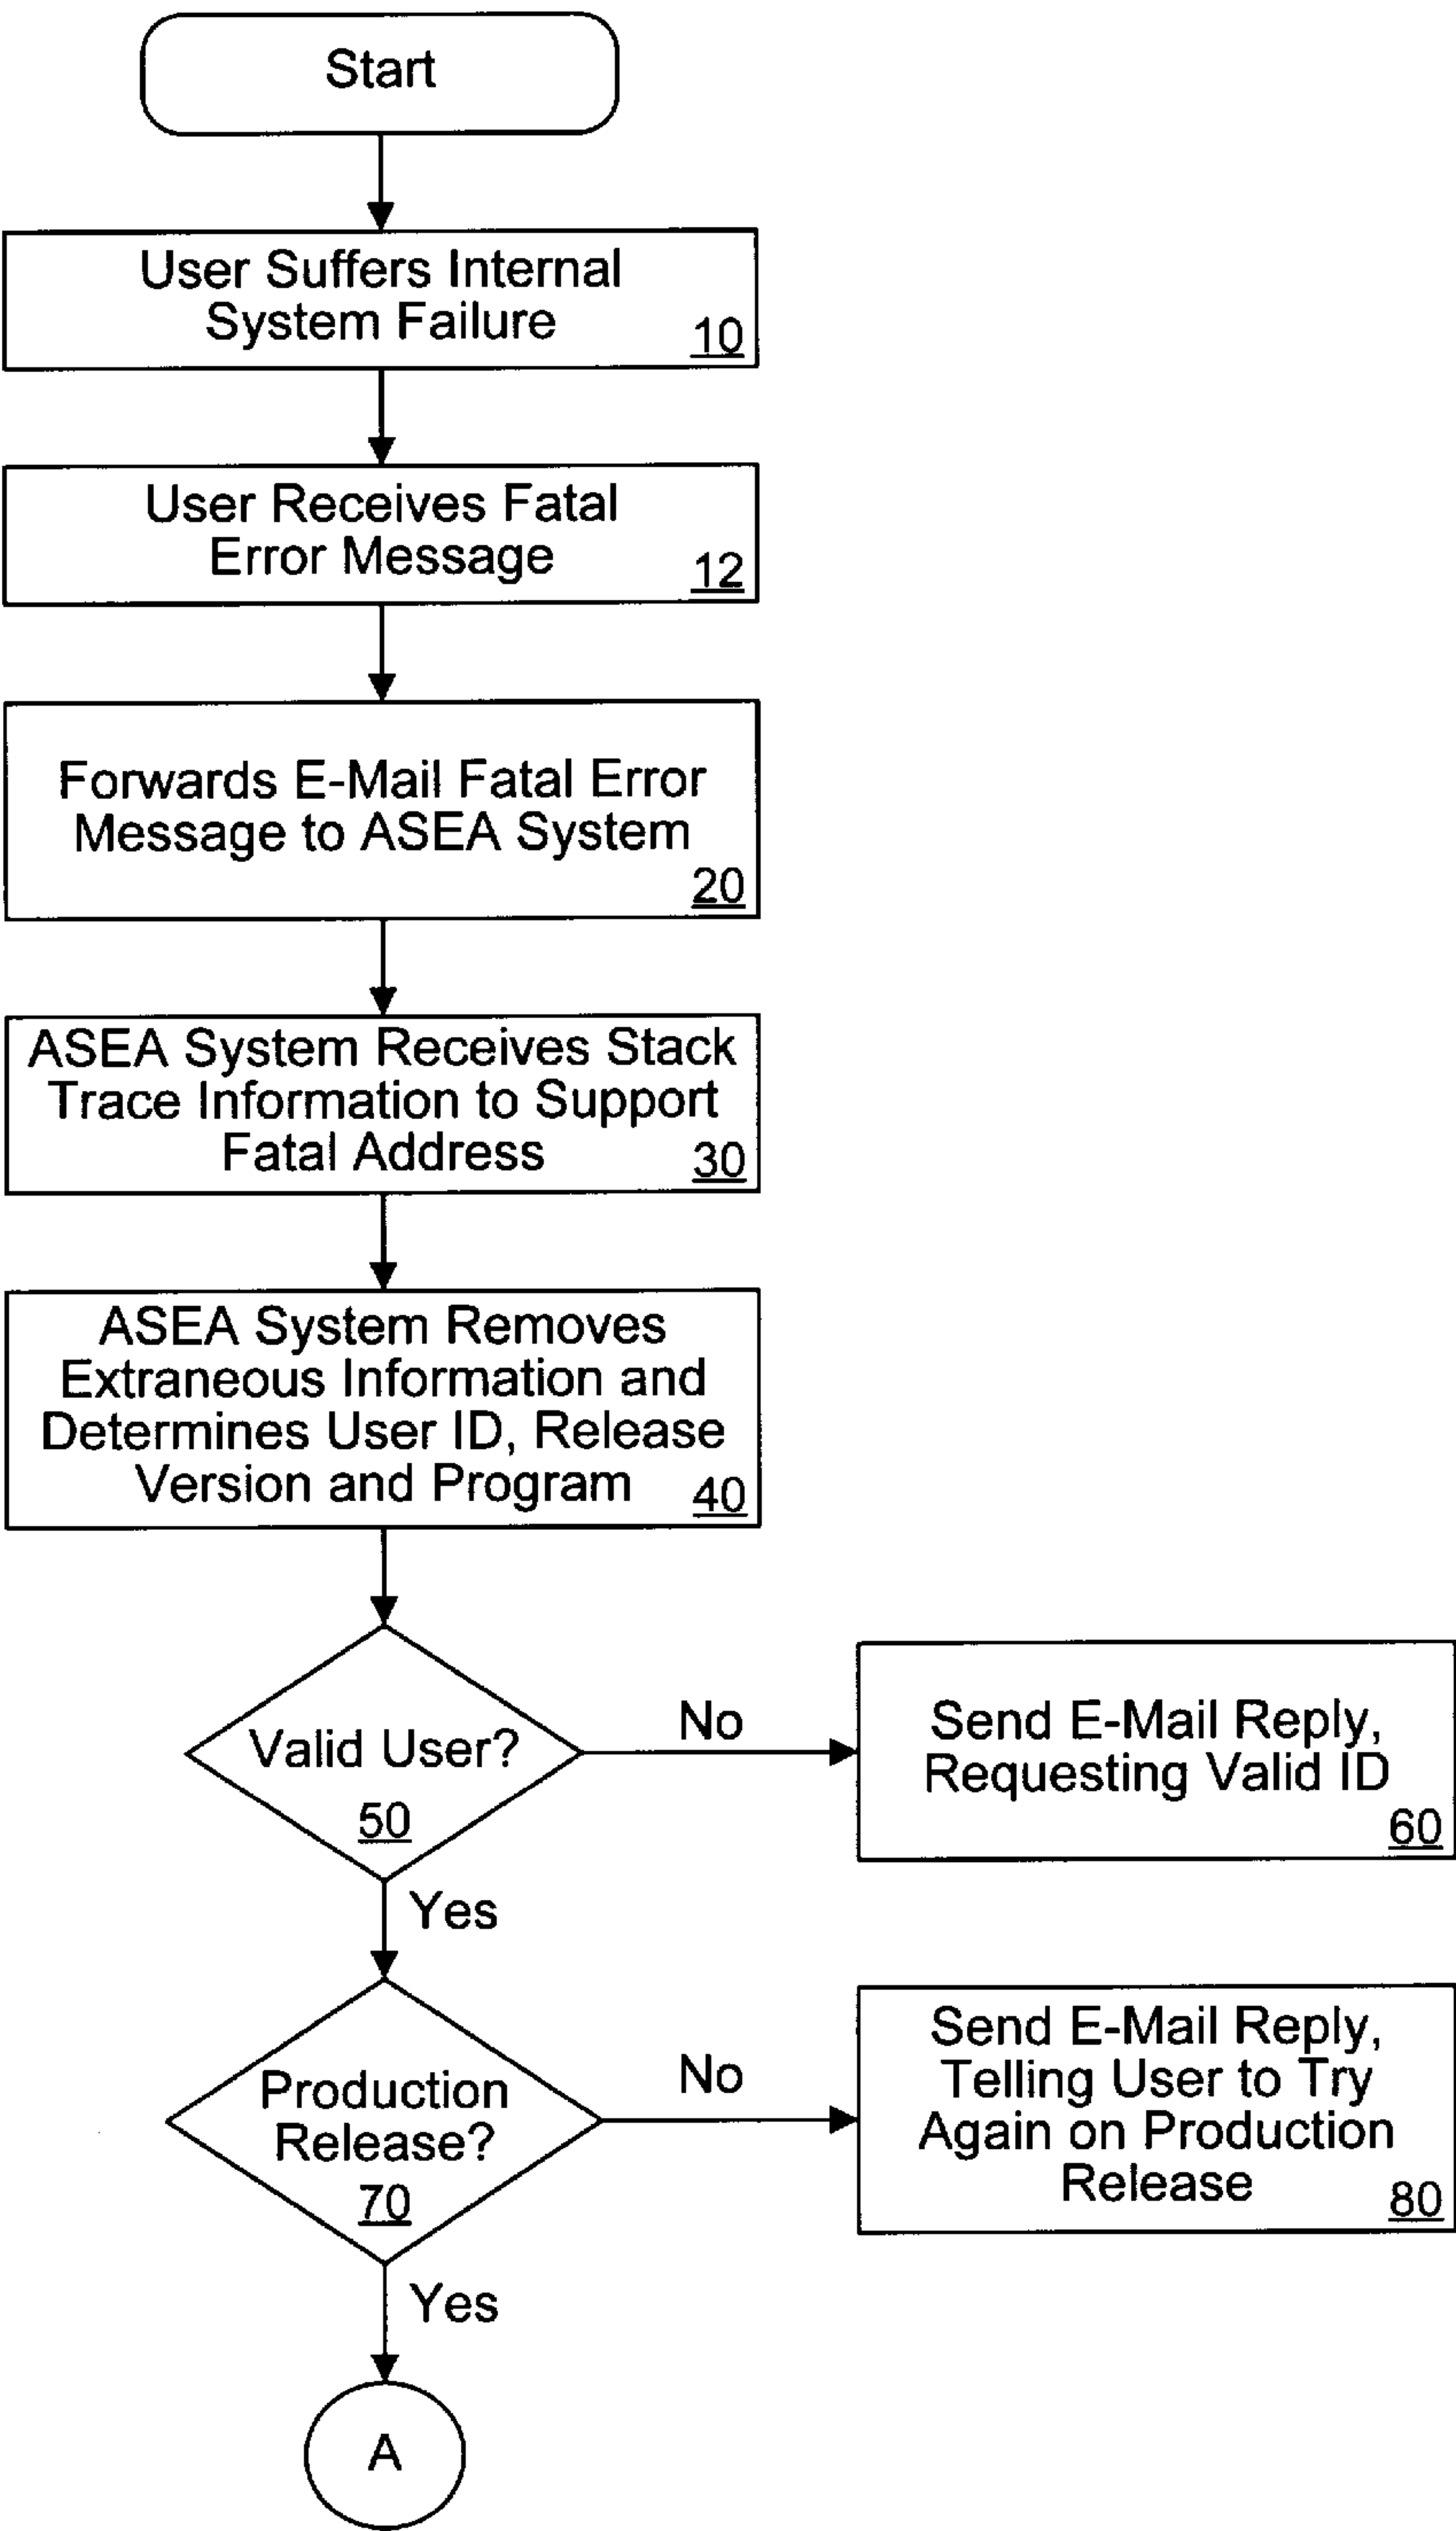 Start
User Suffers Internal
System Failure
10
User Receives Fatal
Error Message
12
Forwards E-Mail Fatal Error
Message to ASEA System
20
ASEA System Receives Stack
Trace Information to Support
Fatal Address
30
ASEA System Removes
Extraneous Information and
Determines User ID, Release
Version and Program
40
Valid User?
50
No
Send E-Mail Reply,
Requesting Valid ID
60
Yes
Production
Release?
70
No
Send E-Mail Reply,
Telling User to Try
Again on Production
Release
80
Yes
A